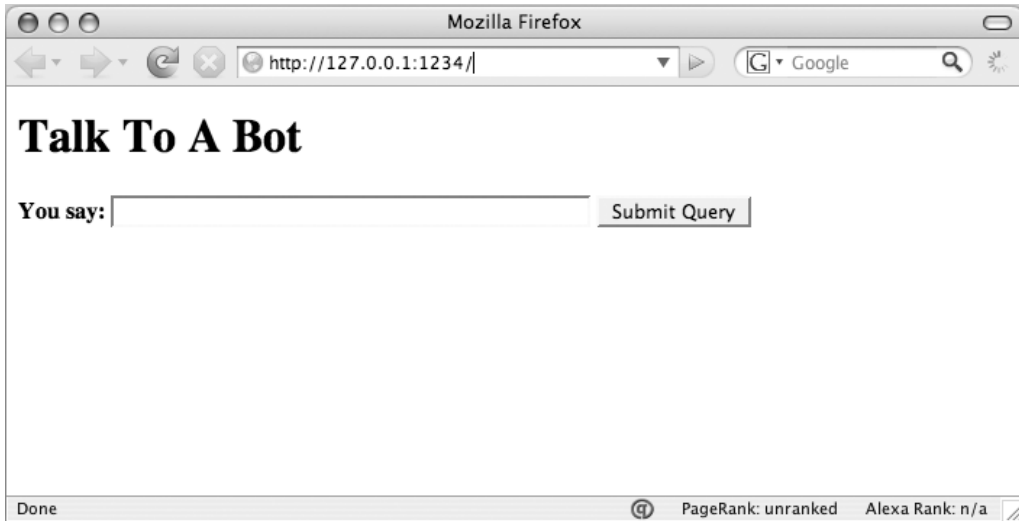 Mozilla Firefox
http://127.0.0.1:1234/
G Google
Talk To A Bot
You say: Submit Query
Done @ PageRank: unranked Alexa Rank: n/a